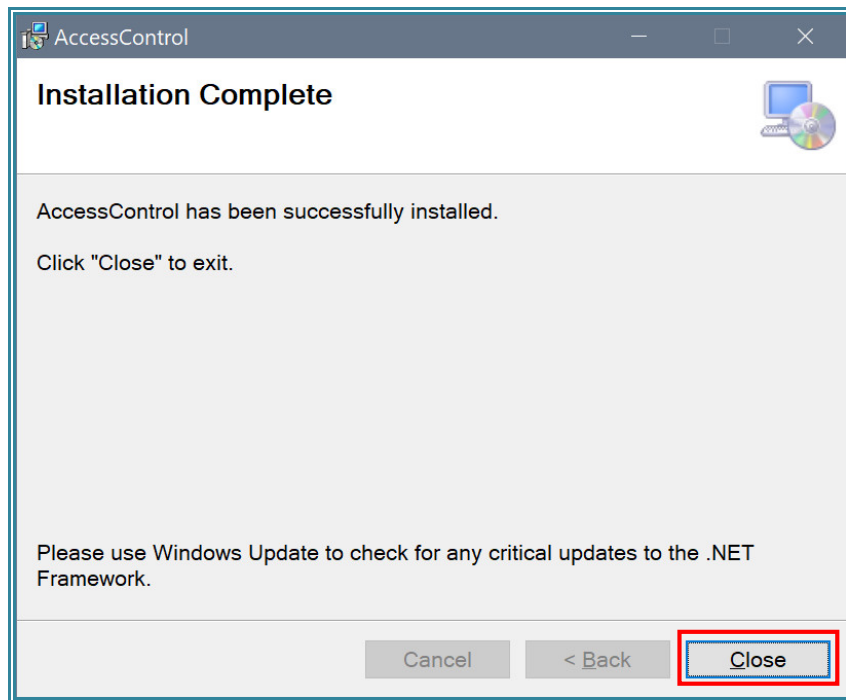 AccessControl
Installation Complete
AccessControl has been successfully installed.
Click "Close" to exit.
Please use Windows Update to check for any critical updates to the .NET
Framework.
Cancel < Back Close